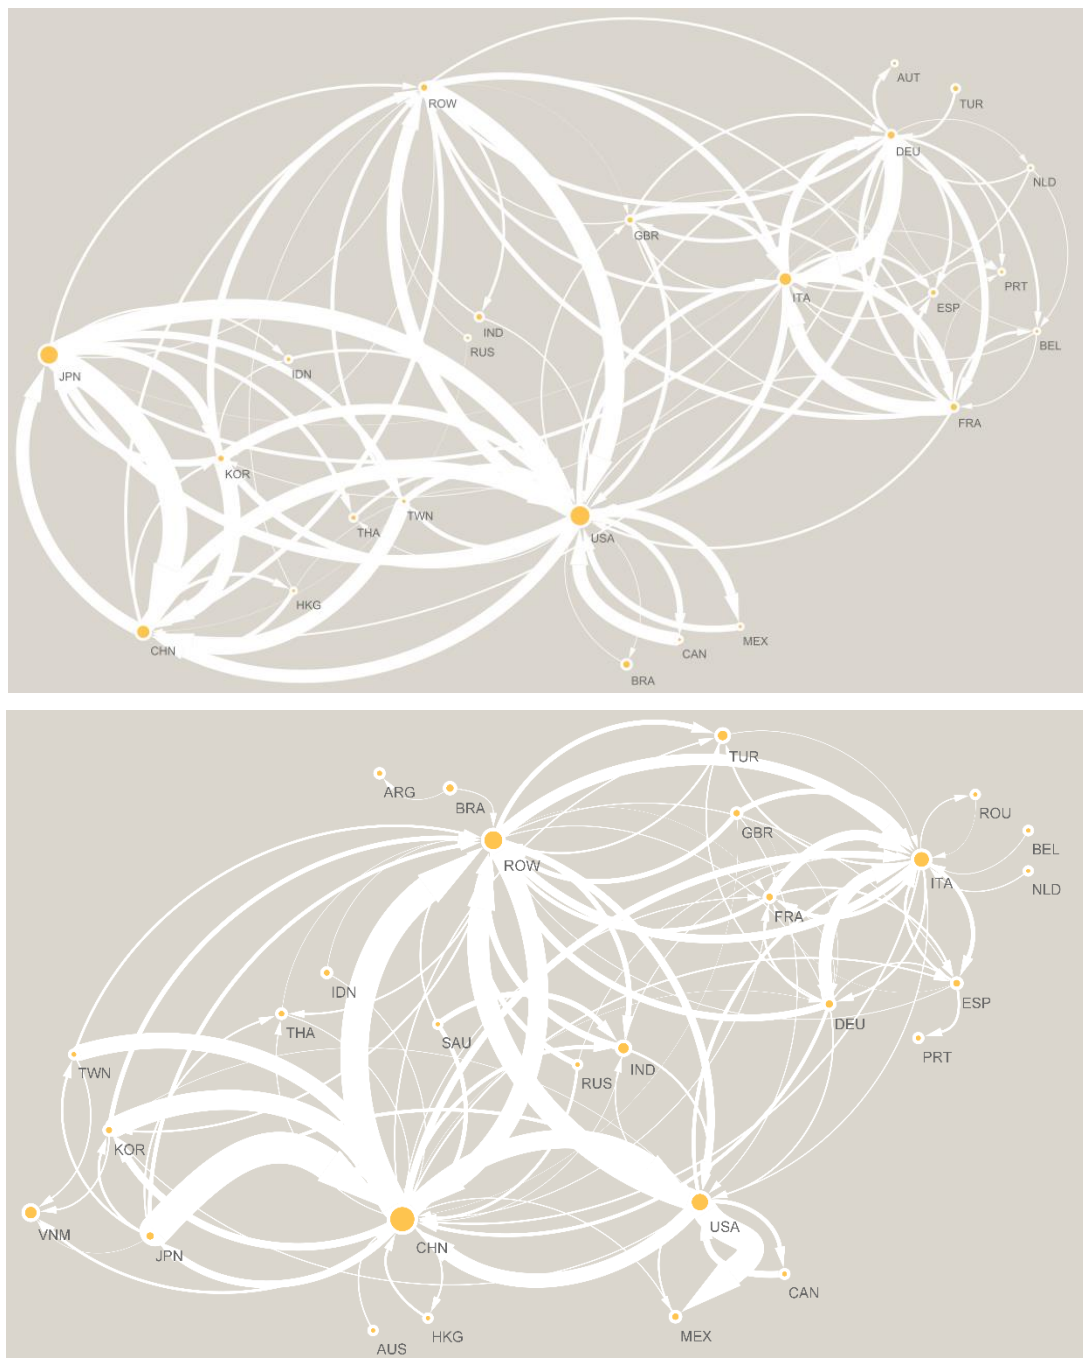 AUT
ROW
TUR
DEU
NLD
GBR
PRT
ITA
ESP
IND
BEL
RUS
JPN
IDN
FRA
KOR
TWN
THA
USA
HKG
MEX
CHN
CAN
BRA
TUR
ARG
BRA
ROU
GBR
BEL
ROW
ITA
NLD
FRA
IDN
ESP
THA
SAU
DEU
PRT
TWN
IND
RUS
KOR
USA
VNM
CHN
JPN
CAN
HKG
MEX
AUS